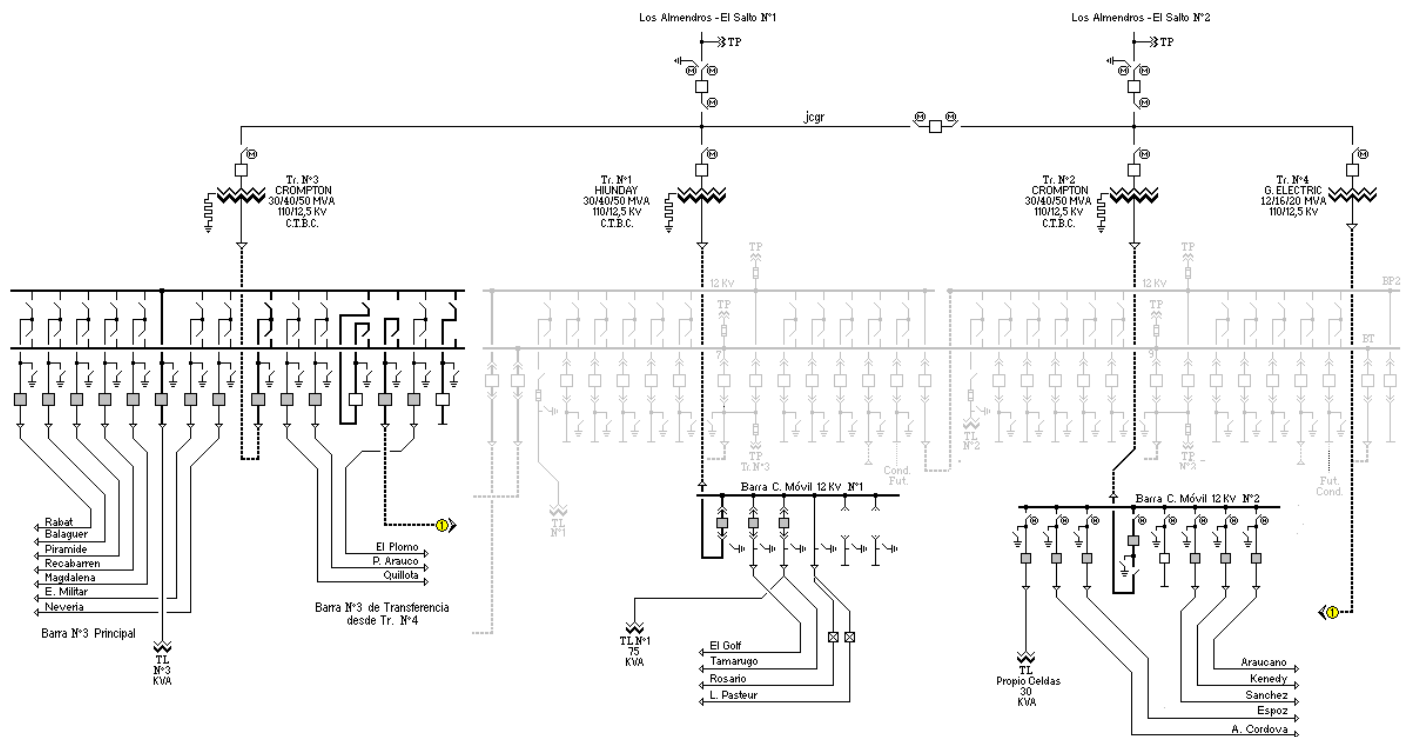 Los Almendros - El Salto N°1
Los Almendros - El Salto N°2
TP
TP
M
M
M
M
M
M
jcgr
M
M
M
M
M
M
Tr. N°3
CROMPTON
30/40/50 MVA
110/12,5 Kv
C.T.B.C.
Tr. N°1
HIUNDAY
30/40/50 MVA
110/12,5 Kv
C.T.B.C.
Tr. N°2
CROMPTON
30/40/50 MVA
110/12,5 Kv
C.T.B.C.
Tr. N°4
G. ELECTRIC
12/16/20 MVA
110/12,5 Kv
TP
TP
12 Kv
12 Kv
BP2
TP
TP
7
9
BT
TL
N°2
TP
Tr. N°3
TP
N°2
Cond.
Fut.
Fut.
Cond.
TL
N°1
Barra C. Móvil 12 Kv N°1
Barra C. Móvil 12 Kv N°2
M
M
M
M
M
M
M
Rabat
Balaguer
Piramide
Recabarren
Magdalena
E. Militar
Neveria
1
El Plomo
P. Arauco
Quillota
Barra N°3 Principal
Barra N°3 de Transferencia
desde Tr. N°4
TL
N°3
KVA
TL N°1
75
KVA
El Golf
Tamarugo
Rosario
L. Pasteur
TL
Propio Celdas
30
KVA
1
Araucano
Kenedy
Sanchez
Espoz
A. Cordova